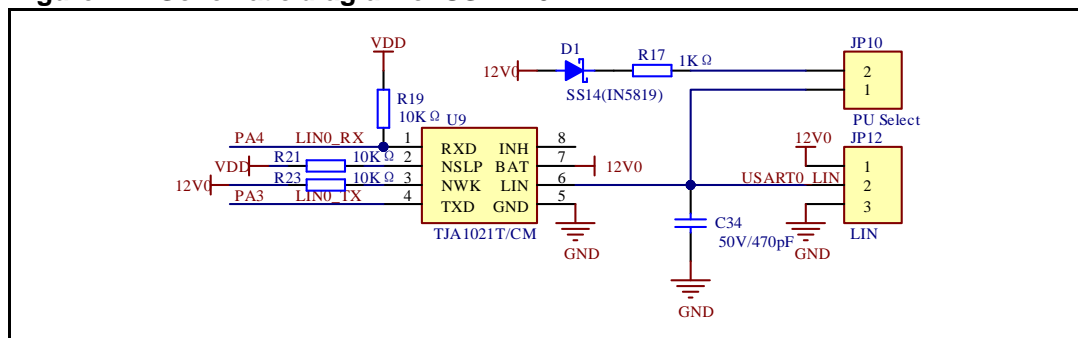 VDD
D1
R17
JP10
12V0
1KΩ
2
R19
SS14(IN5819)
1
10KΩ
U9
PU Select
PA4
LIN0_RX
1
RXD
INH
8
12V0
JP12
VDD
R21
10KΩ
2
NSLP
BAT
7
12V0
1
12V0
R23
10KΩ
3
NWK
LIN
6
USART0_LIN
2
PA3
LIN0_TX
4
TXD
GND
5
3
TJA1021T/CM
C34
LIN
GND
50V/470pF
GND
GND